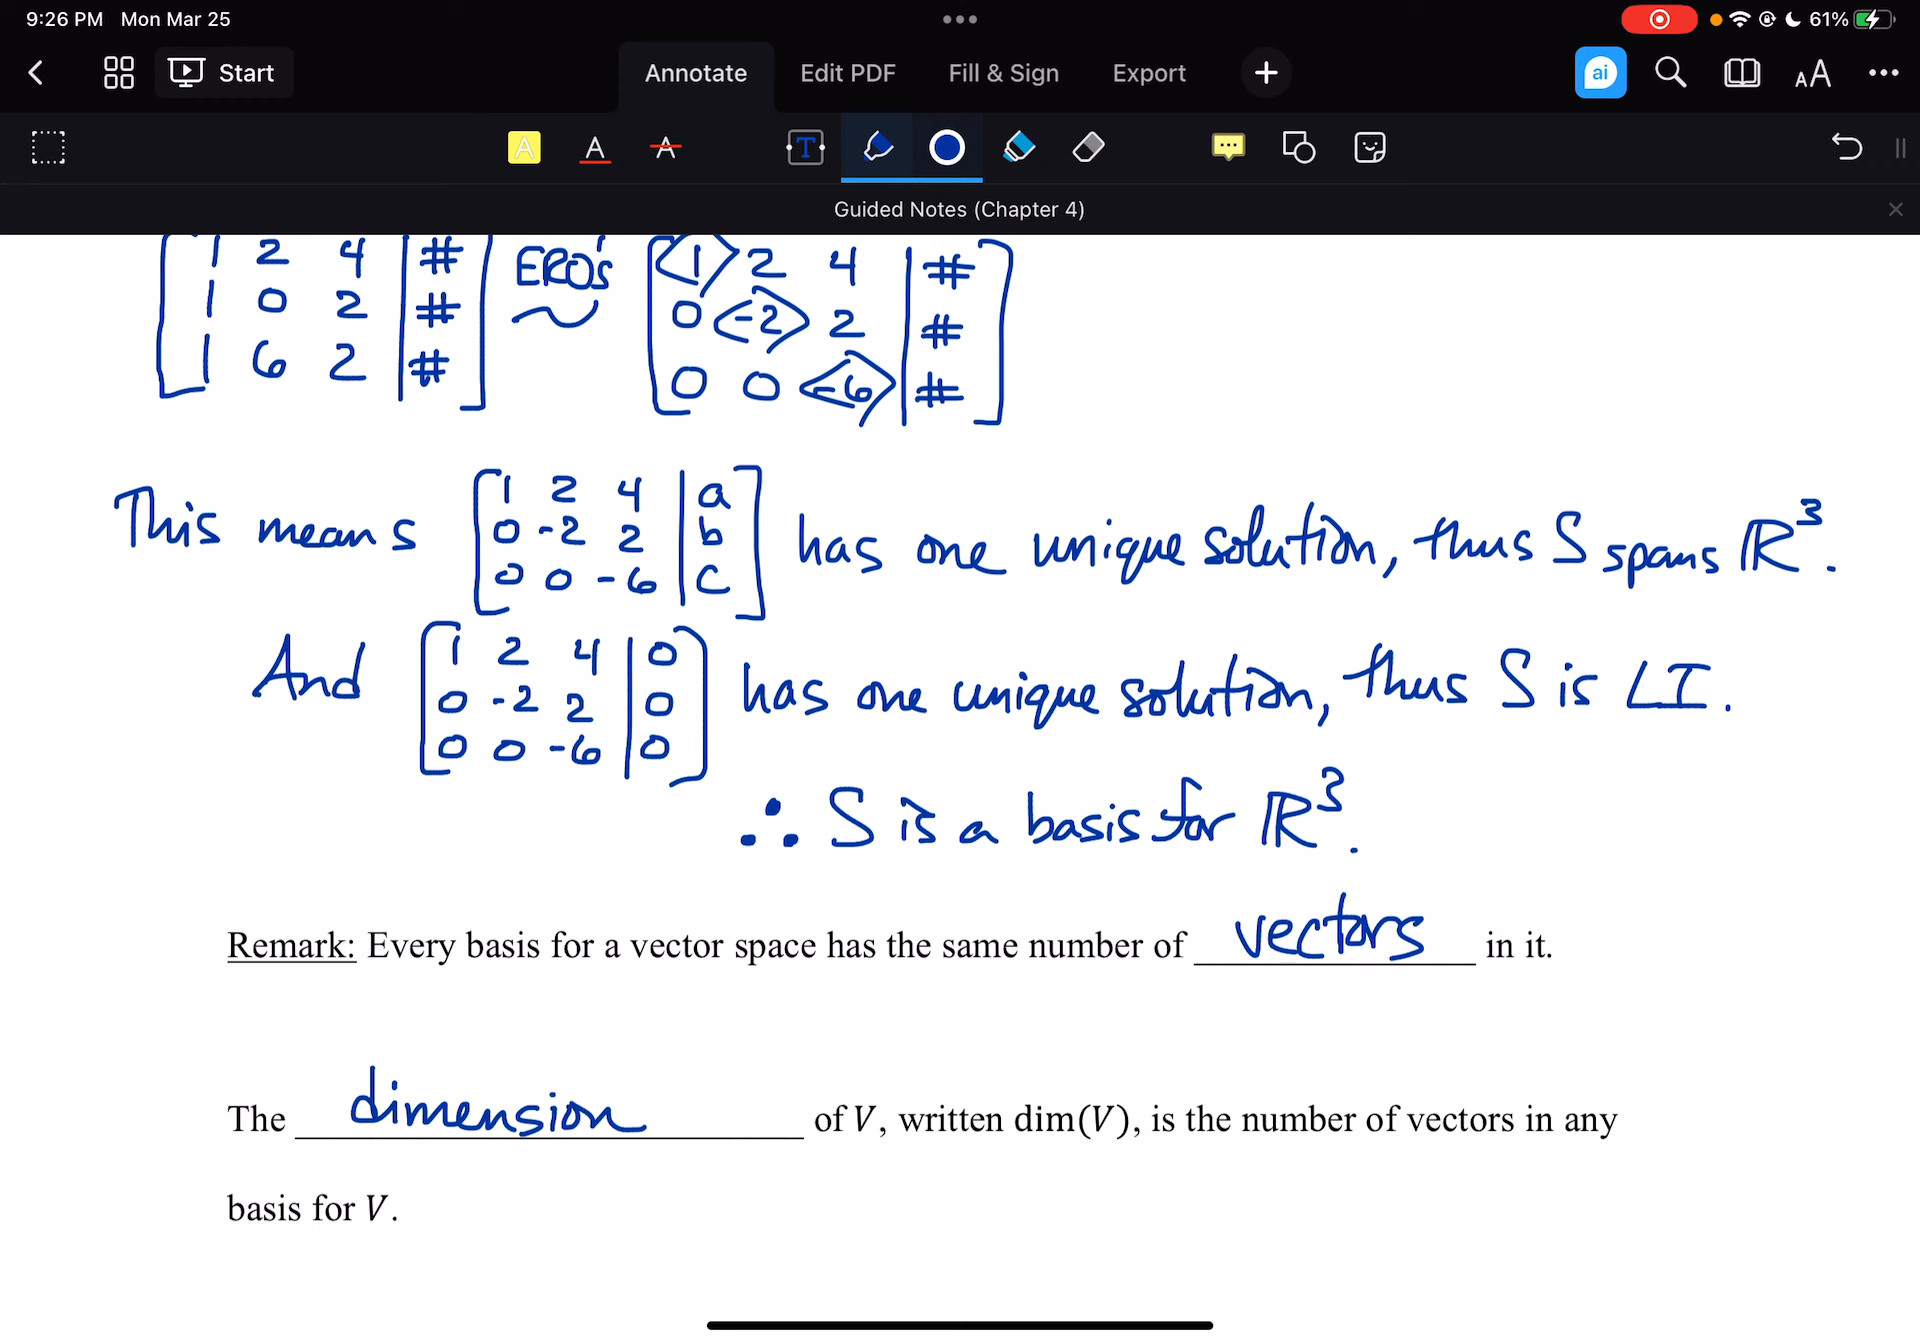 9:26 PM Mon Mar 25
61%
Start
Annotate Edit PDF Fill & Sign Export
ai
AA
A A A T
Guided Notes (Chapter 4)
1 2 4 | # ERO's 1 2 4 | #
1 0 2 | # ~ 0 -2 2 | #
1 6 2 | # 0 0 -6 | #
1 2 4 | a
This means 0 -2 2 | b has one unique solution, thus S spans ℝ³.
0 0 -6 | c
1 2 4 | 0
And 0 -2 2 | 0 has one unique solution, thus S is LI.
0 0 -6 | 0
∴ S is a basis for ℝ³.
Remark: Every basis for a vector space has the same number of vectors in it.
The dimension of V, written dim(V), is the number of vectors in any
basis for V.